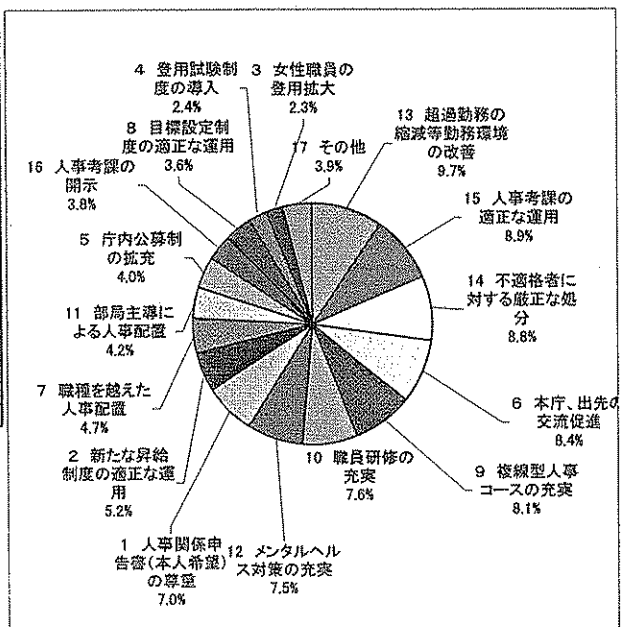 4 登用試験制
度の導入
2.4%
3 女性職員の
登用拡大
2.3%
13 超過勤務の
縮減等勤務環境
の改善
9.7%
8 目標設定制
度の適正な運用
3.6%
17 その他
3.9%
16 人事考課の
開示
3.8%
15 人事考課の
適正な運用
8.9%
5 庁内公募制
の拡充
4.0%
14 不適格者に
対する厳正な処
分
8.8%
11 部局主導に
よる人事配置
4.2%
6 本庁、出先の
交流促進
8.4%
7 職種を越えた
人事配置
4.7%
9 複線型人事
コースの充実
8.1%
10 職員研修の
充実
7.6%
2 新たな昇給
制度の適正な運
用
5.2%
1 人事関係申
告書(本人希望)
の尊重
7.0%
12 メンタルヘル
ス対策の充実
7.5%